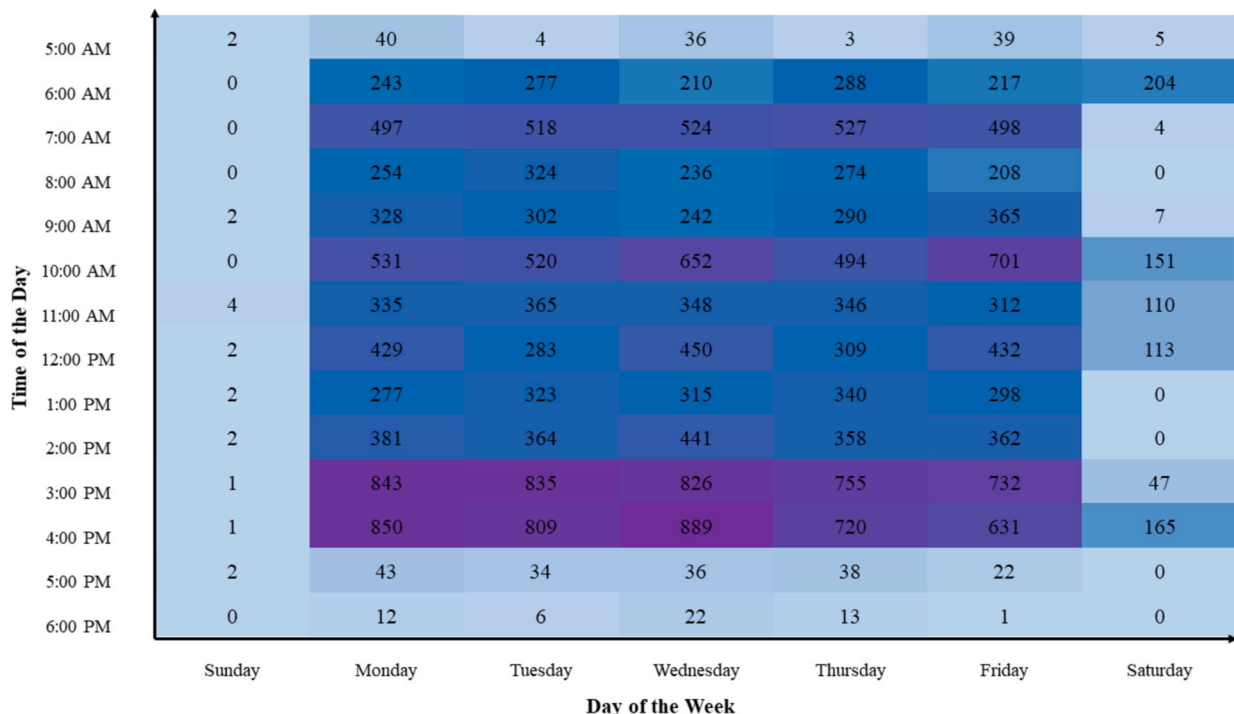 Time of the Day
5:00 AM 2 40 4 36 3 39 5
6:00 AM 0 243 277 210 288 217 204
7:00 AM 0 497 518 524 527 498 4
8:00 AM 0 254 324 236 274 208 0
9:00 AM 2 328 302 242 290 365 7
10:00 AM 0 531 520 652 494 701 151
11:00 AM 4 335 365 348 346 312 110
12:00 PM 2 429 283 450 309 432 113
1:00 PM 2 277 323 315 340 298 0
2:00 PM 2 381 364 441 358 362 0
3:00 PM 1 843 835 826 755 732 47
4:00 PM 1 850 809 889 720 631 165
5:00 PM 2 43 34 36 38 22 0
6:00 PM 0 12 6 22 13 1 0
Sunday Monday Tuesday Wednesday Thursday Friday Saturday
Day of the Week